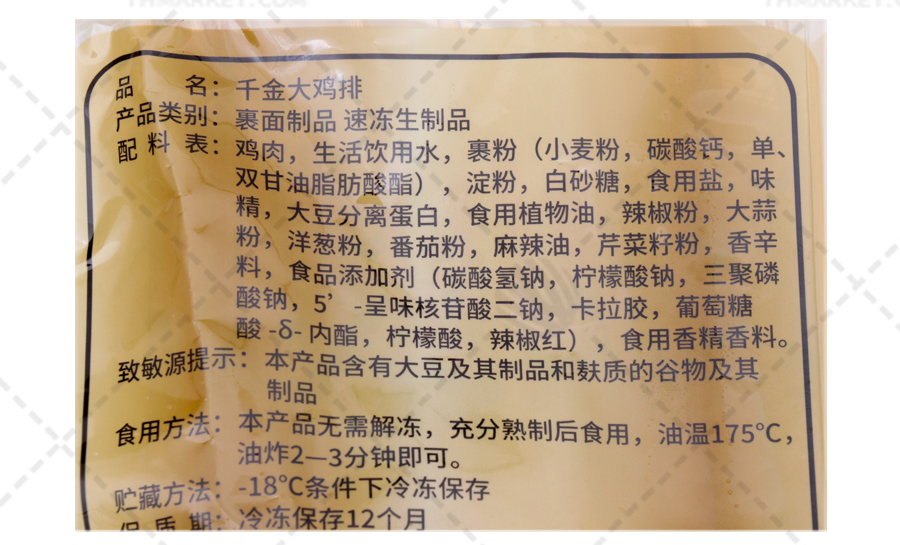 THMARKET.COM
品 名：千金大鸡排
产品类别：裹面制品 速冻生制品
配 料 表：鸡肉，生活饮用水，裹粉（小麦粉，碳酸钙，单、
双甘油脂肪酸酯），淀粉，白砂糖，食用盐，味
精，大豆分离蛋白，食用植物油，辣椒粉，大蒜
粉，洋葱粉，番茄粉，麻辣油，芹菜籽粉，香辛
料，食品添加剂（碳酸氢钠，柠檬酸钠，三聚磷
酸钠，5’-呈味核苷酸二钠，卡拉胶，葡萄糖
酸-δ-内酯，柠檬酸，辣椒红），食用香精香料。
致敏源提示：本产品含有大豆及其制品和麸质的谷物及其
制品
食用方法：本产品无需解冻，充分熟制后食用，油温175℃，
油炸2—3分钟即可。
贮藏方法：-18℃条件下冷冻保存
保 质 期：冷冻保存12个月